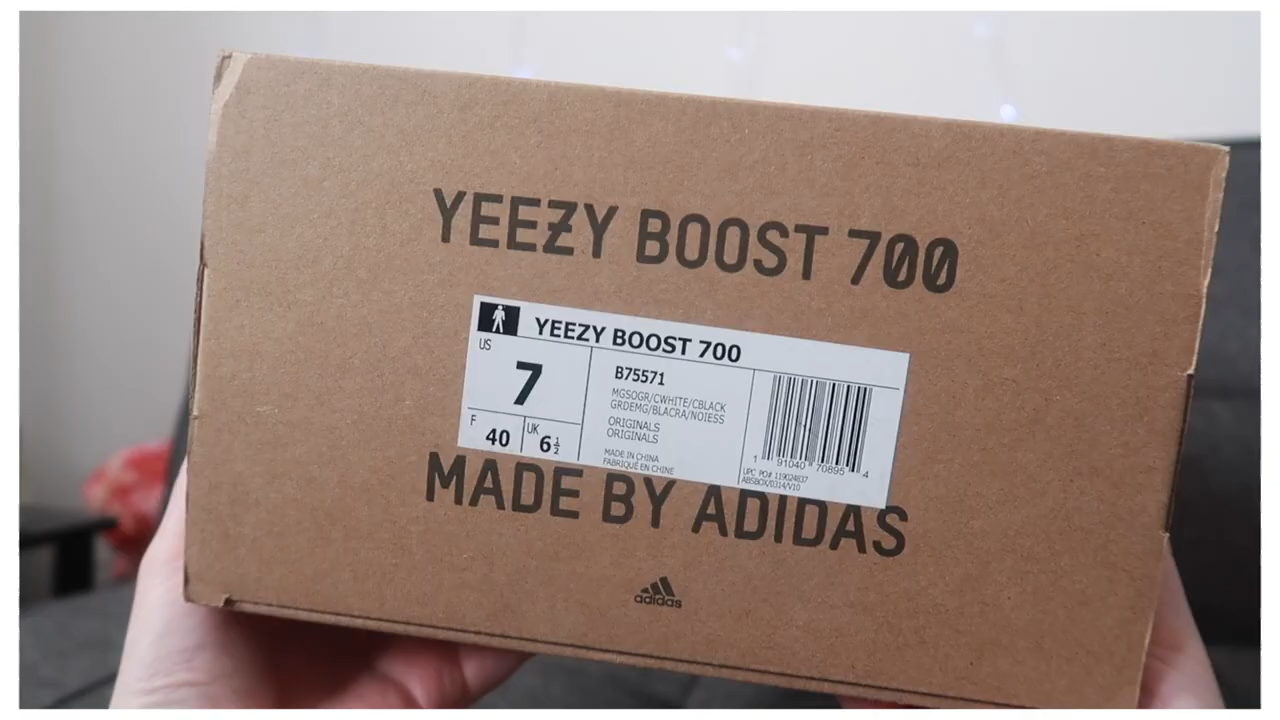 YEEZY BOOST 700
YEEZY BOOST 700
US
7
F
40
UK
6½
B75571
MGSOGR/CWHITE/CBLACK
GRDEMG/BLACRA/NOIESS
ORIGINALS
ORIGINALS
MADE IN CHINA
FABRIQUÉ EN CHINE
1 91040 70895 4
UPC PO# 119024837
ABSBOX/0314/V10
MADE BY ADIDAS
adidas